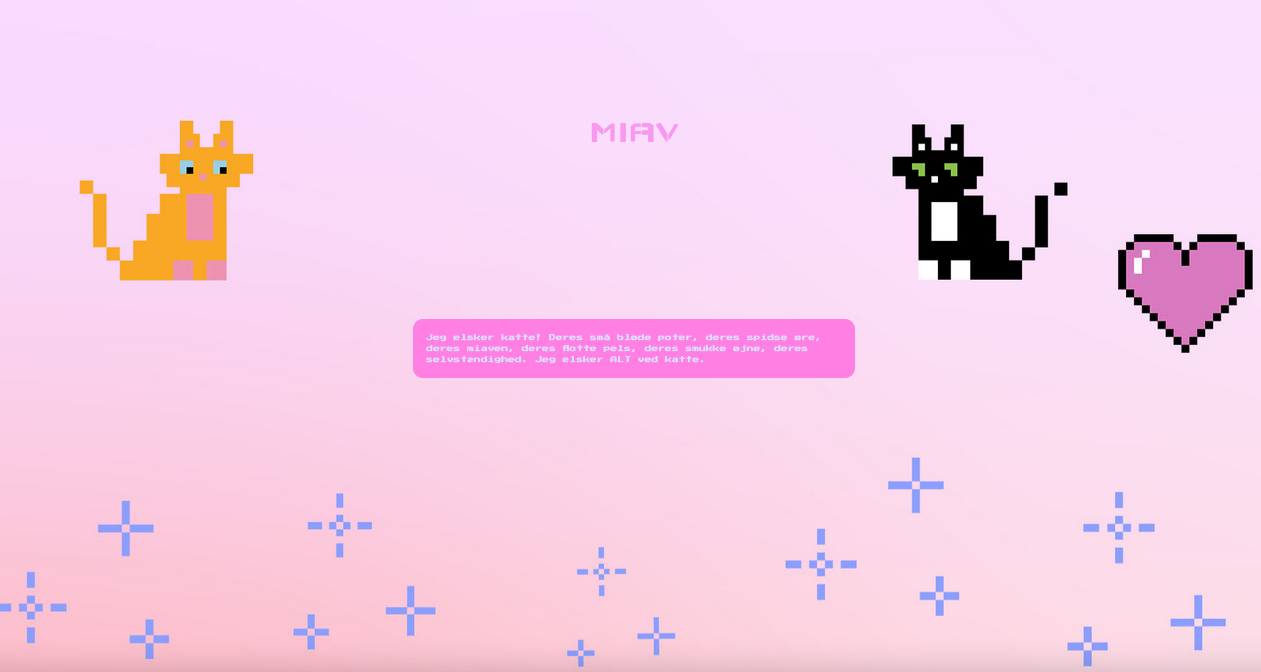 MIAV
Jeg elsker katte! Deres små bløde poter, deres spidse øre,
deres miaven, deres flotte pels, deres smukke øjne, deres
selvstændighed. Jeg elsker ALT ved katte.